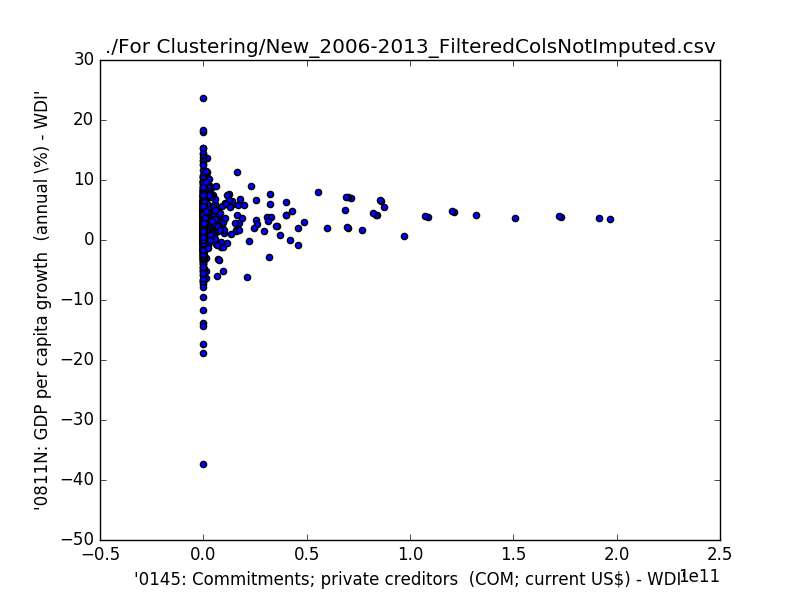 ./For Clustering/New_2006-2013_FilteredColsNotImputed.csv
30
20
10
0
−10
−20
−30
−40
−50
'0811N: GDP per capita growth  (annual \%) - WDI'
−0.5 0.0 0.5 1.0 1.5 2.0 2.5
1e11
'0145: Commitments; private creditors  (COM; current US$) - WDI'